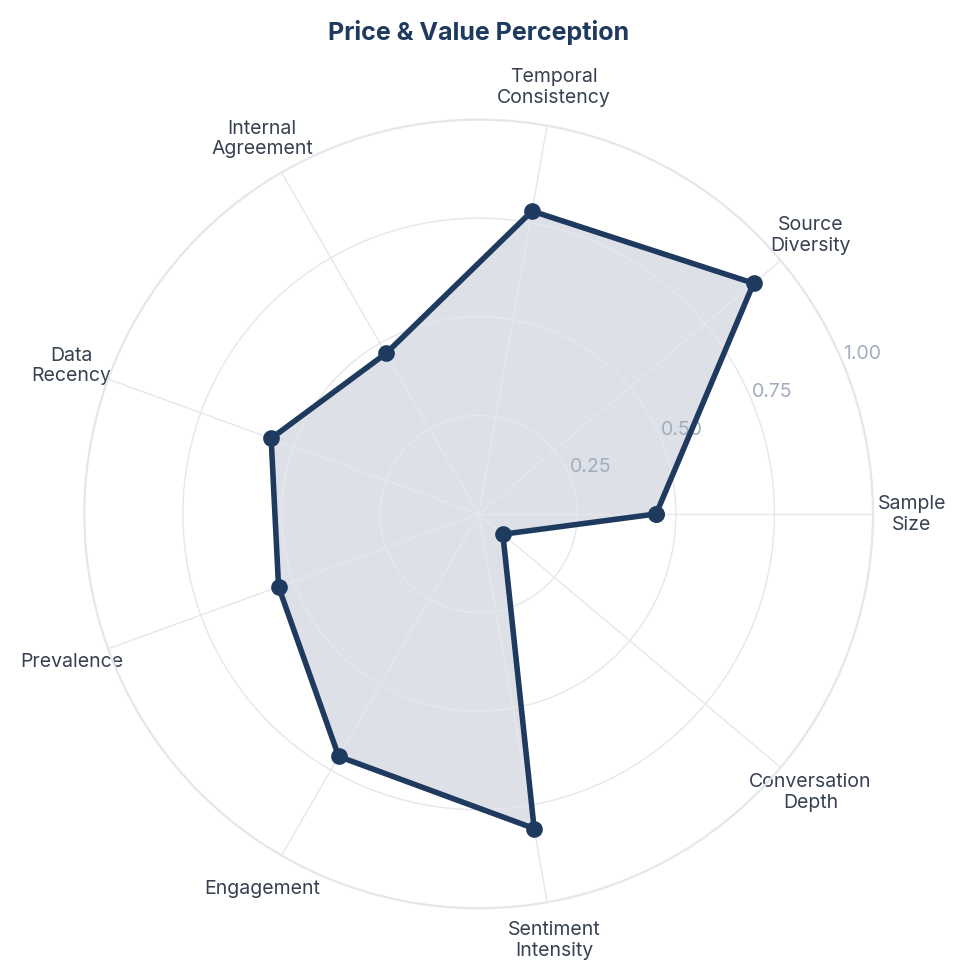 Price & Value Perception
Temporal
Consistency
Internal
Agreement
Source
Diversity
Data
Recency
1.00
0.75
0.50
0.25
Sample
Size
Prevalence
Conversation
Depth
Engagement
Sentiment
Intensity